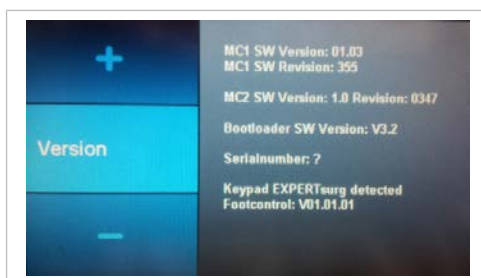 +
Version
−
MC1 SW Version: 01.03
MC1 SW Revision: 355
MC2 SW Version: 1.0 Revision: 0347
Bootloader SW Version: V3.2
Serialnumber: ?
Keypad EXPERTsurg detected
Footcontrol: V01.01.01